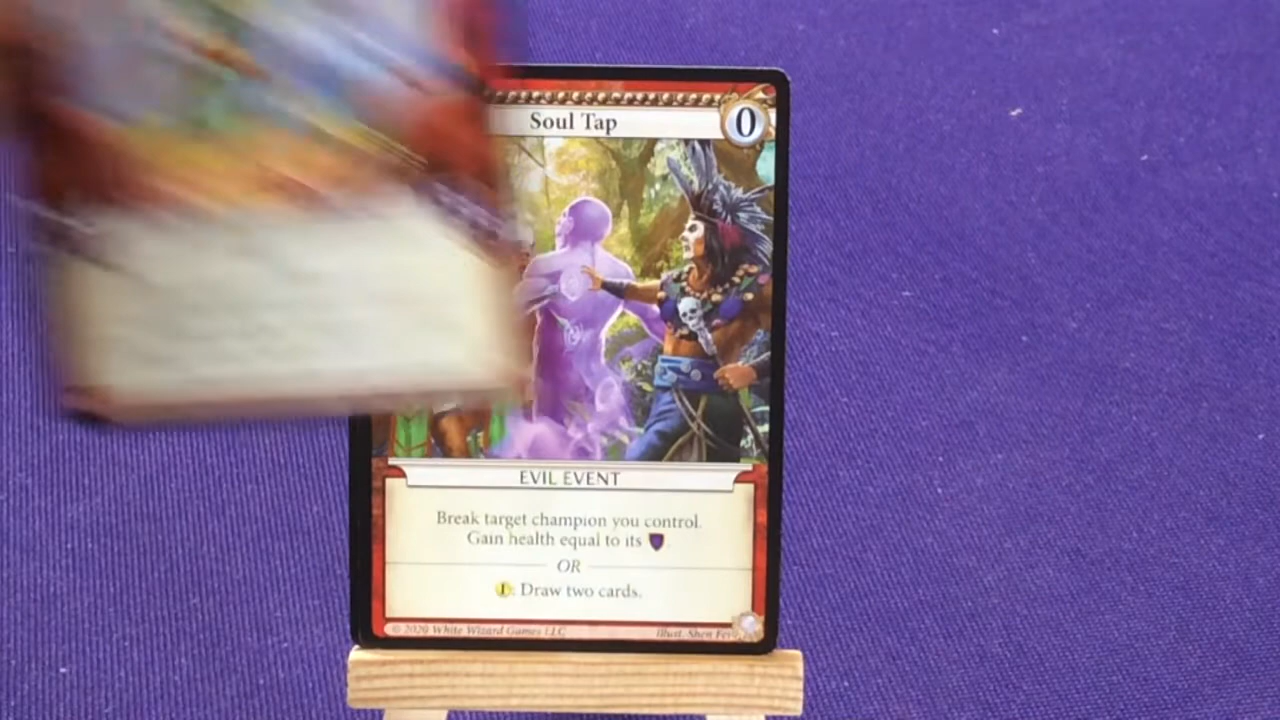 Soul Tap
0
EVIL EVENT
Break target champion you control.
Gain health equal to its
OR
1: Draw two cards.
© 2020 White Wizard Games LLC
Illust. Shen Fei